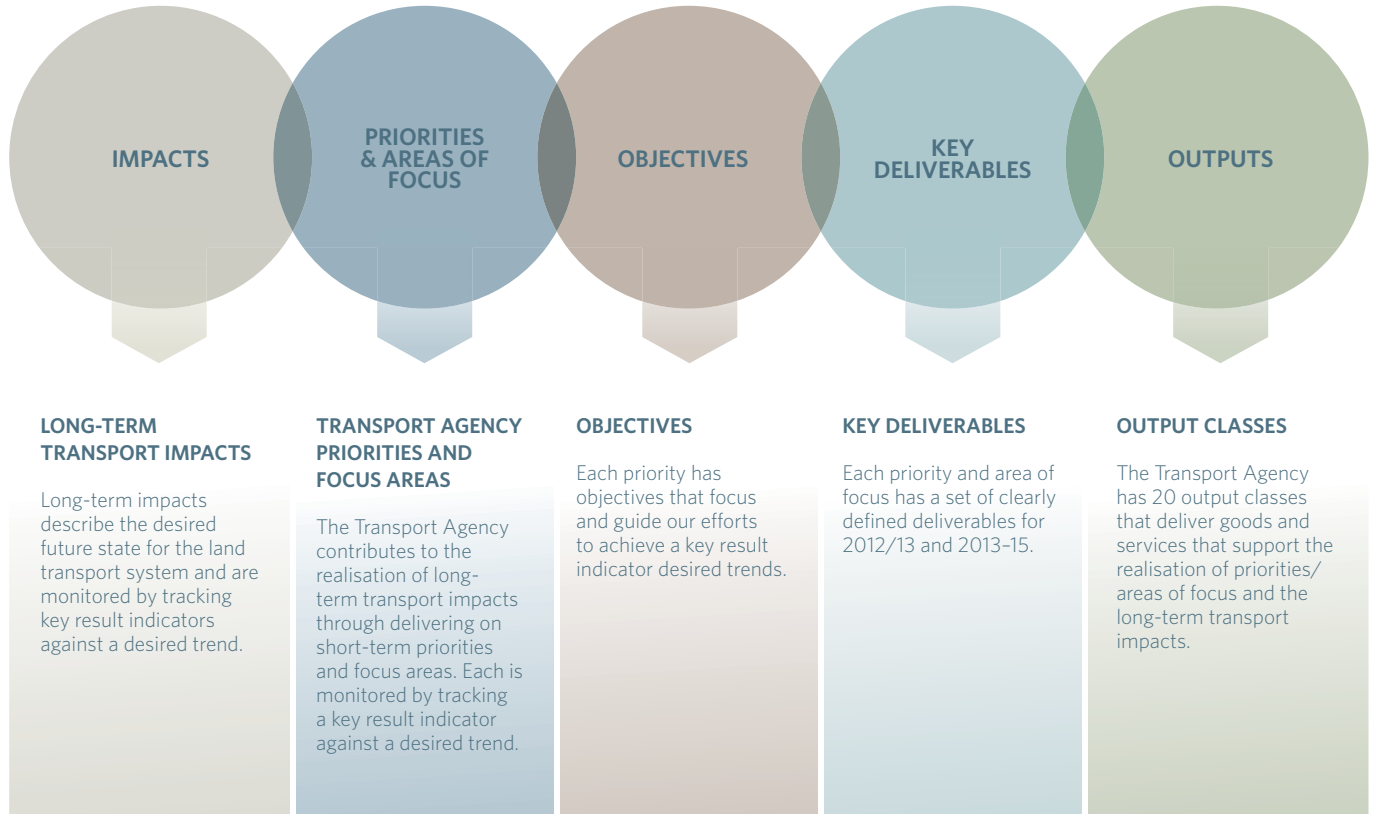 IMPACTS
PRIORITIES
& AREAS OF
FOCUS
OBJECTIVES
KEY
DELIVERABLES
OUTPUTS
LONG-TERM
TRANSPORT IMPACTS
Long-term impacts
describe the desired
future state for the land
transport system and are
monitored by tracking
key result indicators
against a desired trend.
TRANSPORT AGENCY
PRIORITIES AND
FOCUS AREAS
The Transport Agency
contributes to the
realisation of long-
term transport impacts
through delivering on
short-term priorities
and focus areas. Each is
monitored by tracking
a key result indicator
against a desired trend.
OBJECTIVES
Each priority has
objectives that focus
and guide our efforts
to achieve a key result
indicator desired trends.
KEY DELIVERABLES
Each priority and area of
focus has a set of clearly
defined deliverables for
2012/13 and 2013–15.
OUTPUT CLASSES
The Transport Agency
has 20 output classes
that deliver goods and
services that support the
realisation of priorities/
areas of focus and the
long-term transport
impacts.